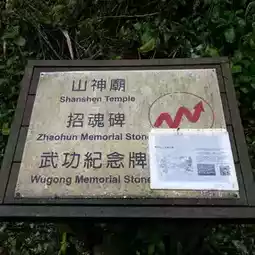 山神廟
Shanshen Temple
招魂碑
Zhaohun Memorial Stone
武功紀念牌
Wugong Memorial Stone